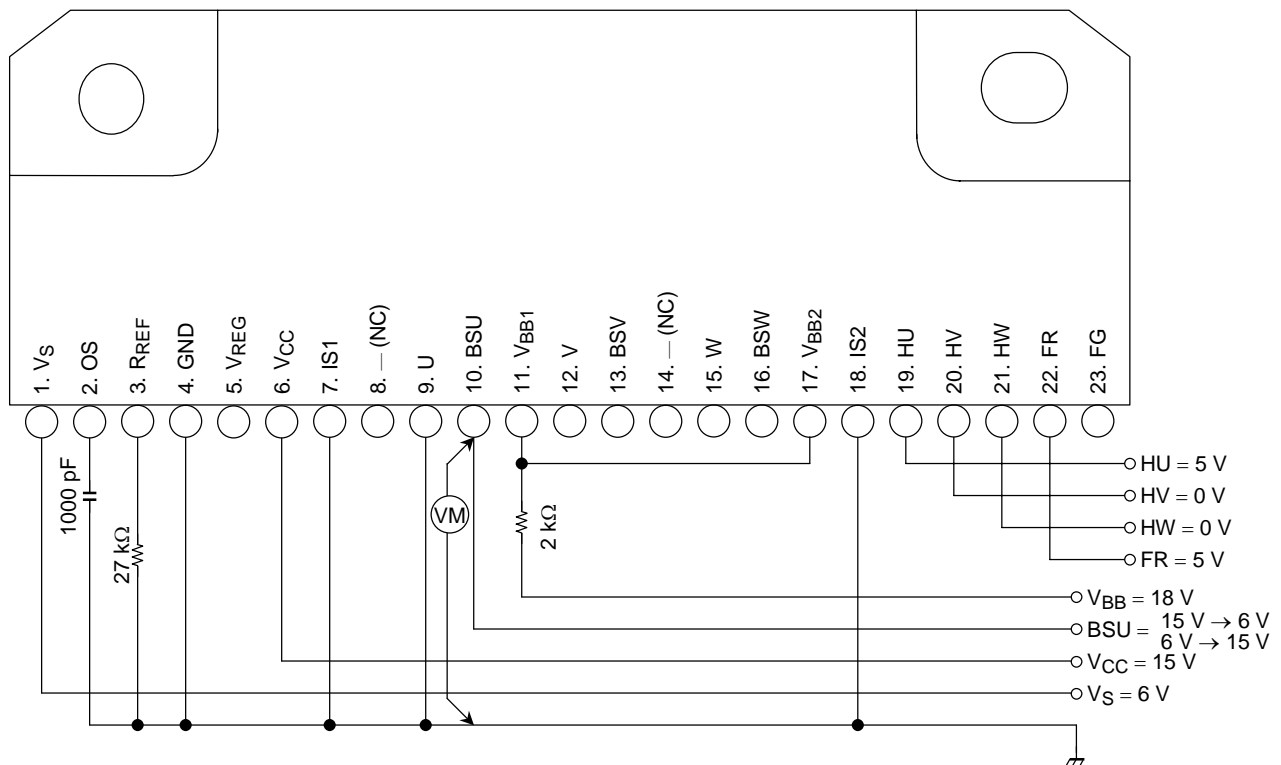 1. VS
2. OS
3. RREF
4. GND
5. VREG
6. VCC
7. IS1
8. — (NC)
9. U
10. BSU
11. VBB1
12. V
13. BSV
14. — (NC)
15. W
16. BSW
17. VBB2
18. IS2
19. HU
20. HV
21. HW
22. FR
23. FG
1000 pF
27 kΩ
VM
2 kΩ
HU = 5 V
HV = 0 V
HW = 0 V
FR = 5 V
VBB = 18 V
BSU = 15 V → 6 V
6 V → 15 V
VCC = 15 V
VS = 6 V